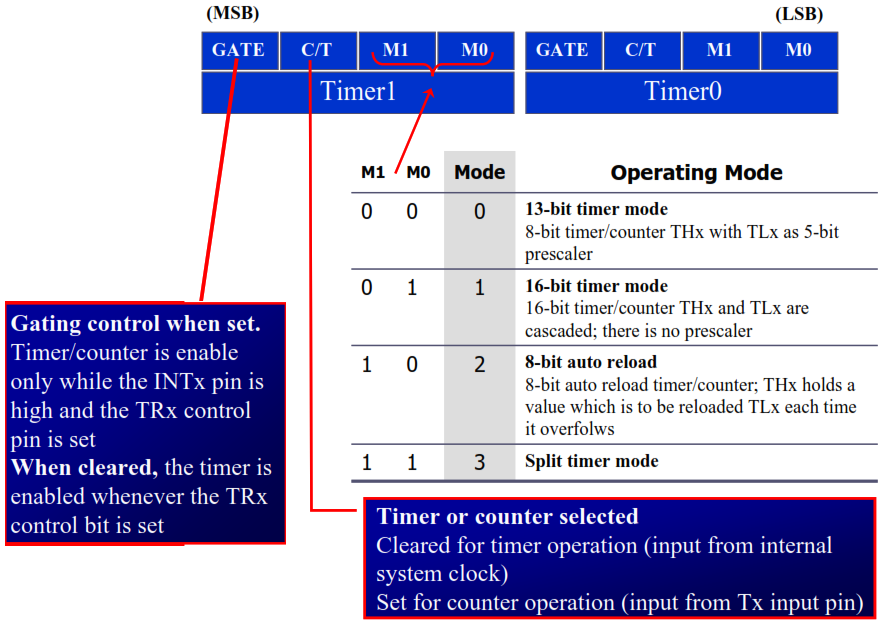 (MSB) (LSB)
GATE C/T M1 M0 GATE C/T M1 M0
Timer1 Timer0
M1 M0 Mode Operating Mode
0 0 0 13-bit timer mode
8-bit timer/counter THx with TLx as 5-bit
prescaler
0 1 1 16-bit timer mode
16-bit timer/counter THx and TLx are
cascaded; there is no prescaler
1 0 2 8-bit auto reload
8-bit auto reload timer/counter; THx holds a
value which is to be reloaded TLx each time
it overfolws
1 1 3 Split timer mode
Gating control when set.
Timer/counter is enable
only while the INTx pin is
high and the TRx control
pin is set
When cleared, the timer is
enabled whenever the TRx
control bit is set
Timer or counter selected
Cleared for timer operation (input from internal
system clock)
Set for counter operation (input from Tx input pin)